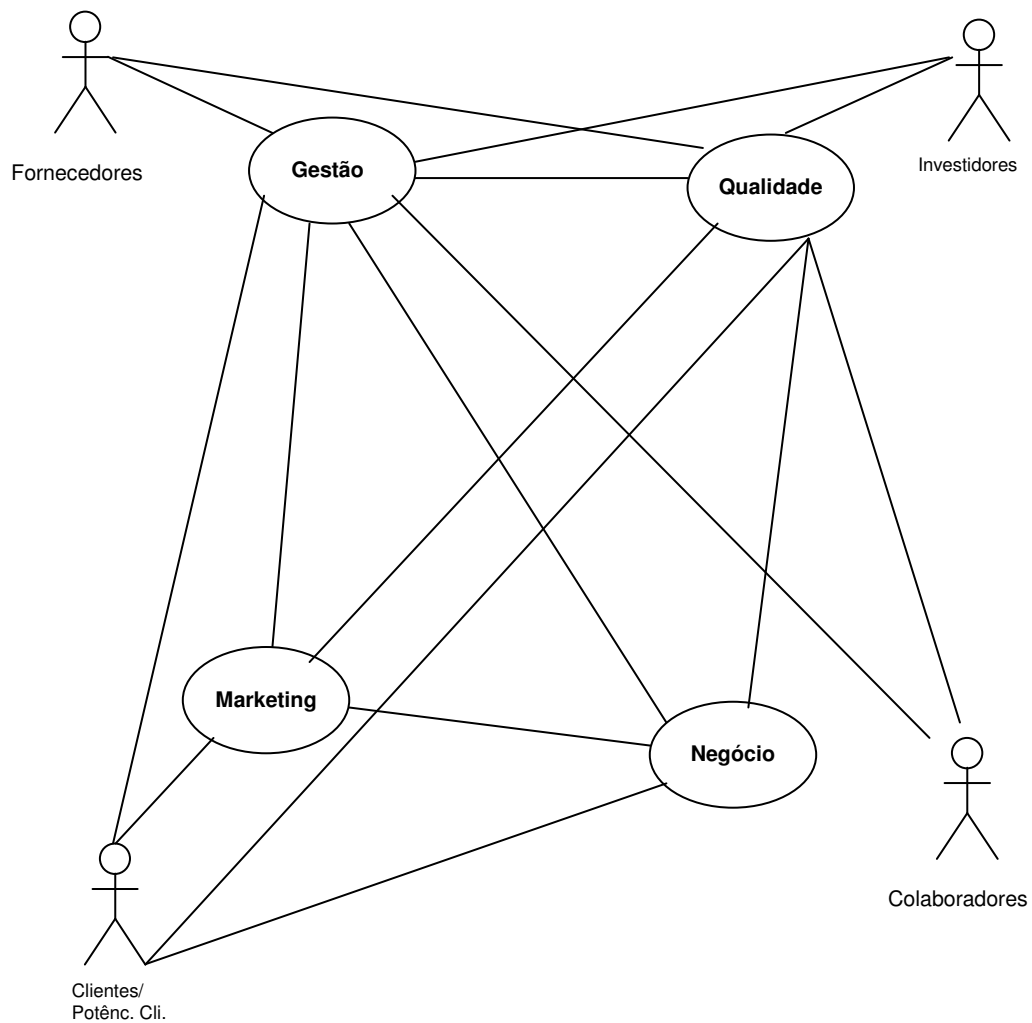 Fornecedores
Investidores
Gestão
Qualidade
Marketing
Negócio
Colaboradores
Clientes/
Potênc. Cli.